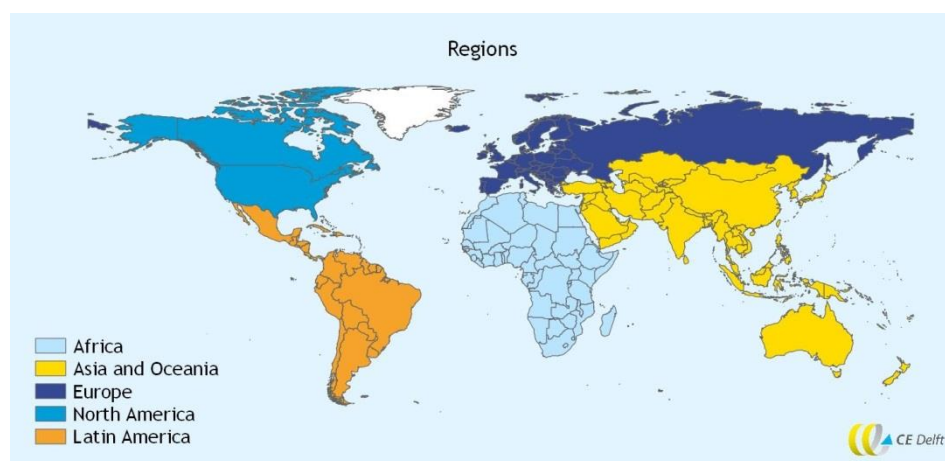 Regions
Africa
Asia and Oceania
Europe
North America
Latin America
CE Delft